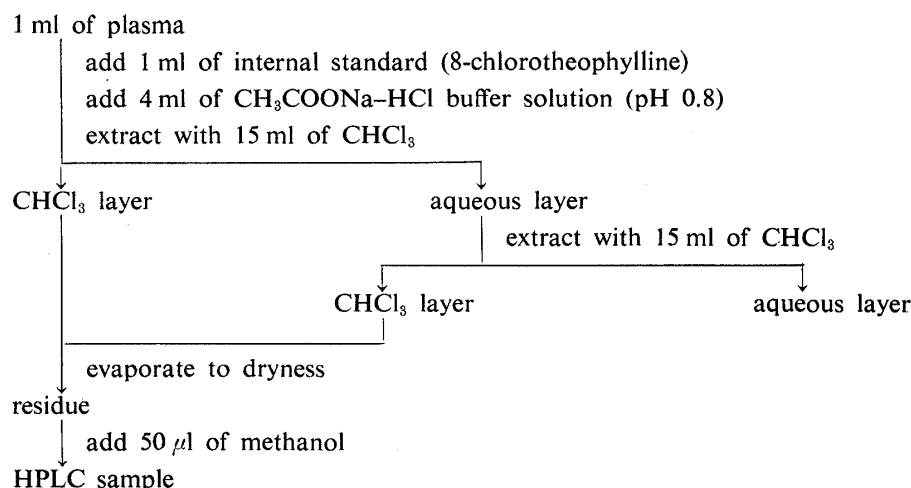 1 ml of plasma
add 1 ml of internal standard (8-chlorotheophylline)
add 4 ml of CH₃COONa–HCl buffer solution (pH 0.8)
extract with 15 ml of CHCl₃
CHCl₃ layer
aqueous layer
extract with 15 ml of CHCl₃
CHCl₃ layer
aqueous layer
evaporate to dryness
residue
add 50 μl of methanol
HPLC sample